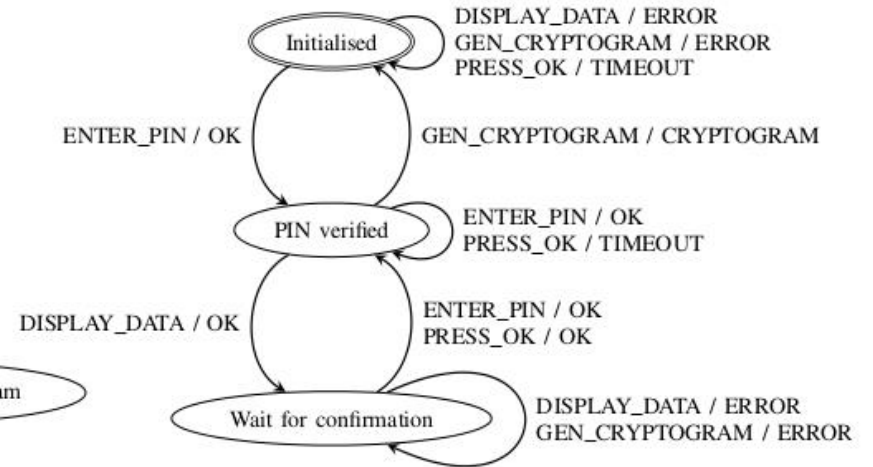 Initialised
DISPLAY_DATA / ERROR
GEN_CRYPTOGRAM / ERROR
PRESS_OK / TIMEOUT
ENTER_PIN / OK
GEN_CRYPTOGRAM / CRYPTOGRAM
PIN verified
ENTER_PIN / OK
PRESS_OK / TIMEOUT
DISPLAY_DATA / OK
ENTER_PIN / OK
PRESS_OK / OK
am
Wait for confirmation
DISPLAY_DATA / ERROR
GEN_CRYPTOGRAM / ERROR